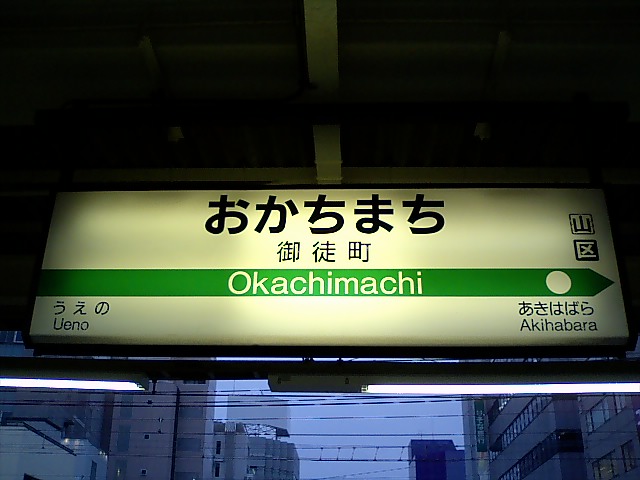 おかちまち
御徒町
山
区
Okachimachi
うえの
Ueno
あきはばら
Akihabara